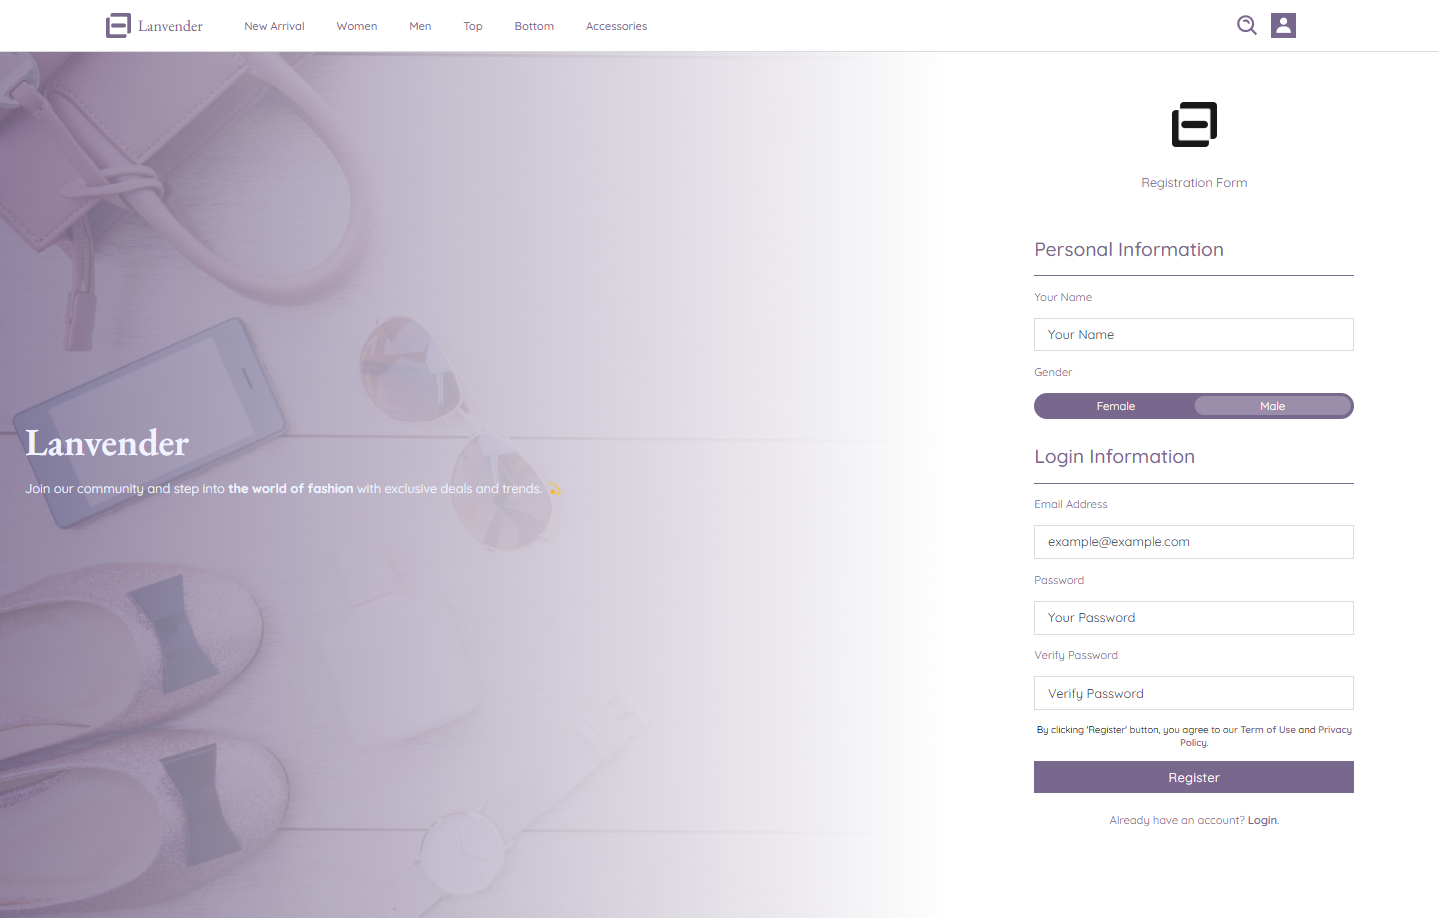 Lanvender
New Arrival
Women
Men
Top
Bottom
Accessories
Lanvender
Join our community and step into the world of fashion with exclusive deals and trends.
Registration Form
Personal Information
Your Name
Your Name
Gender
Female
Male
Login Information
Email Address
example@example.com
Password
Your Password
Verify Password
Verify Password
By clicking 'Register' button, you agree to our Term of Use and Privacy
Policy.
Register
Already have an account? Login.